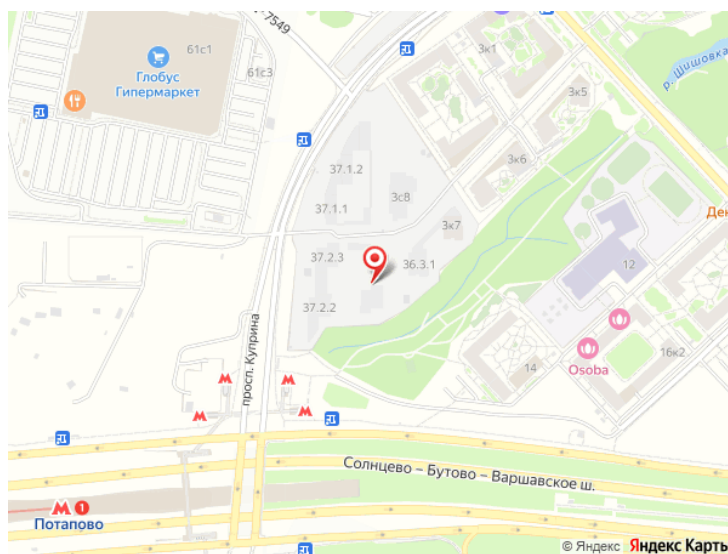 -7549
61с1
61с3
Глобус
Гипермаркет
3к1
р. Шишовка
3к5
3к6
37.1.2
3с8
37.1.1
3к7
Ден
37.2.3
36.3.1
12
37.2.2
просп. Куприна
14
Osoba
16к2
Солнцево – Бутово – Варшавское ш.
1
Потапово
© Яндекс Яндекс Карты